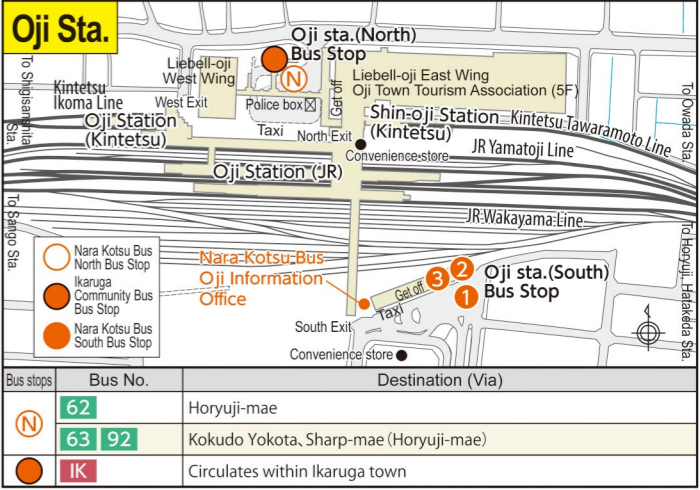 Oji Sta.
Oji sta.(North)
Bus Stop
Liebell-oji
West Wing
N
Liebell-oji East Wing
Oji Town Tourism Association (5F)
To Shigisanshita
Sta.
Kintetsu
Ikoma Line
West Exit
Police box
Get off
To Owada Sta.
Oji Station
(Kintetsu)
Taxi
North Exit
Shin-oji Station
(Kintetsu)
Kintetsu Tawaramoto Line
Convenience store
JR Yamatoji Line
Oji Station (JR)
JR Wakayama Line
To Sango Sta.
To Horyuji, Hatakeda Sta.
Nara Kotsu Bus
North Bus Stop
Ikaruga
Community Bus
Bus Stop
Nara Kotsu Bus
South Bus Stop
Nara Kotsu Bus
Oji Information
Office
Get off
3
2
1
Oji sta.(South)
Bus Stop
Taxi
South Exit
Convenience store
Bus stops Bus No. Destination (Via)
N 62 Horyuji-mae
63 92 Kokudo Yokota、Sharp-mae（Horyuji-mae）
IK Circulates within Ikaruga town